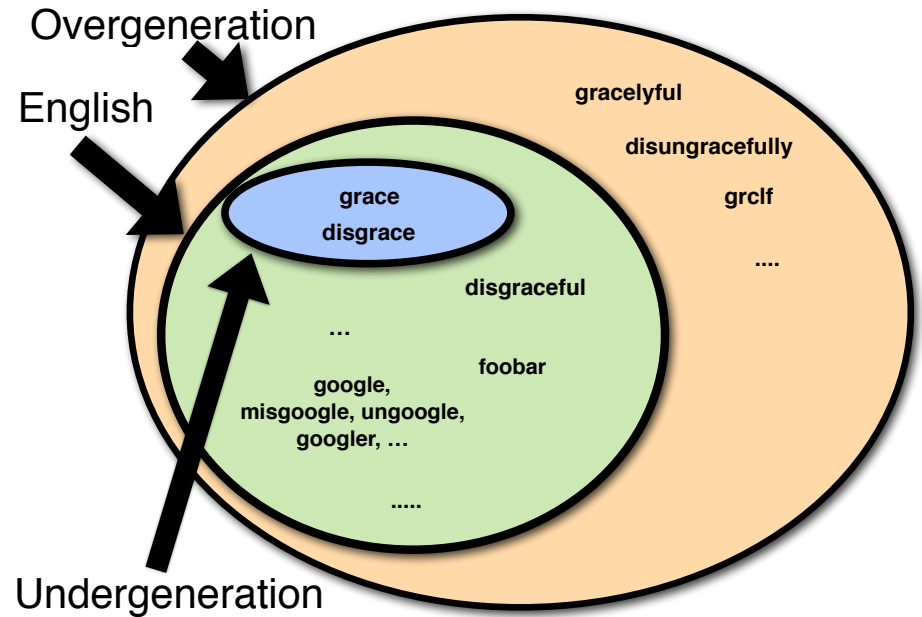 Overgeneration
English
gracelyful
disungracefully
grclf
....
grace
disgrace
disgraceful
...
foobar
google,
misgoogle, ungoogle,
googler, ...
.....
Undergeneration